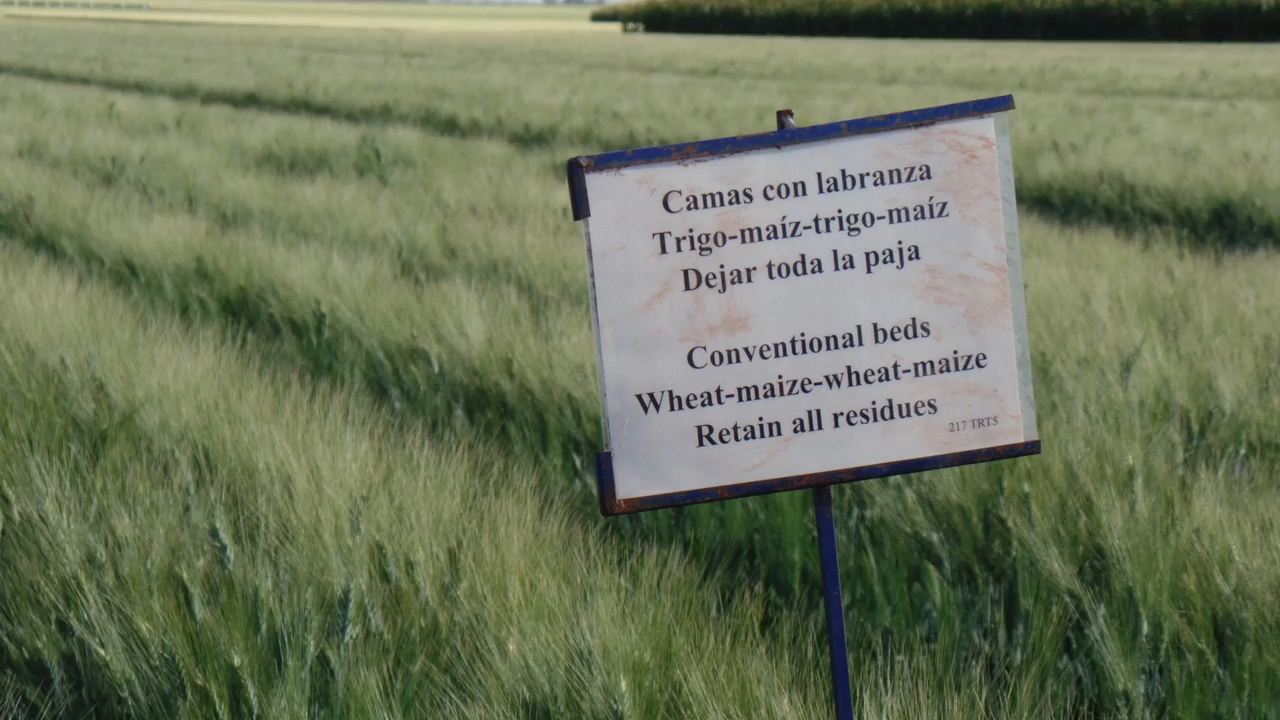 Camas con labranza
Trigo-maíz-trigo-maíz
Dejar toda la paja
Conventional beds
Wheat-maize-wheat-maize
Retain all residues
217 TRT5